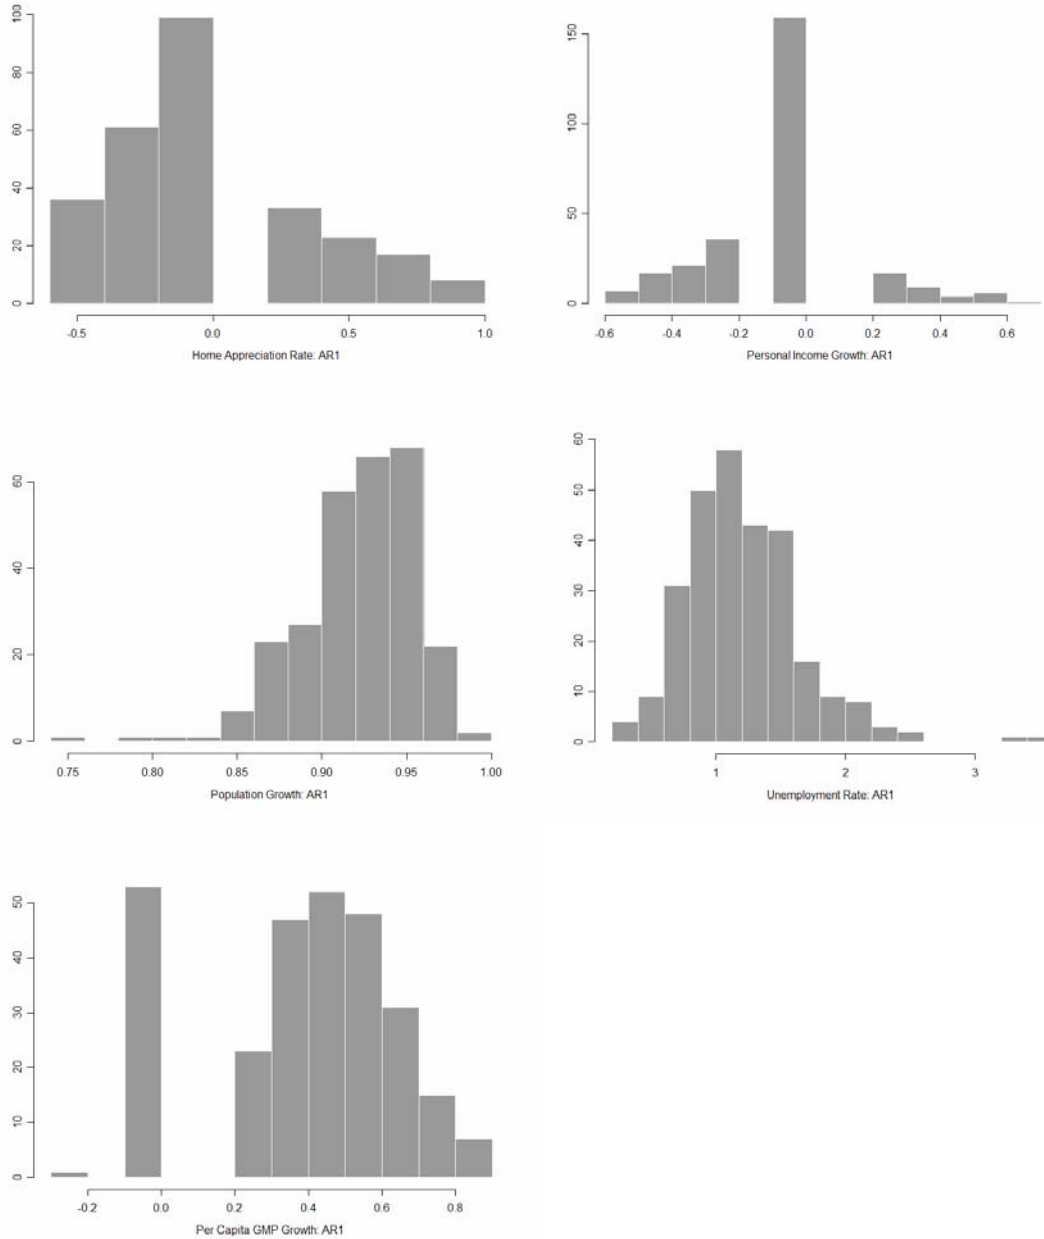 100
80
60
40
20
0
-0.5 0.0 0.5 1.0
Home Appreciation Rate: AR1
150
100
50
0
-0.6 -0.4 -0.2 0.0 0.2 0.4 0.6
Personal Income Growth: AR1
60
40
20
0
0.75 0.80 0.85 0.90 0.95 1.00
Population Growth: AR1
60
50
40
30
20
10
0
1 2 3
Unemployment Rate: AR1
50
40
30
20
10
0
-0.2 0.0 0.2 0.4 0.6 0.8
Per Capita GMP Growth: AR1